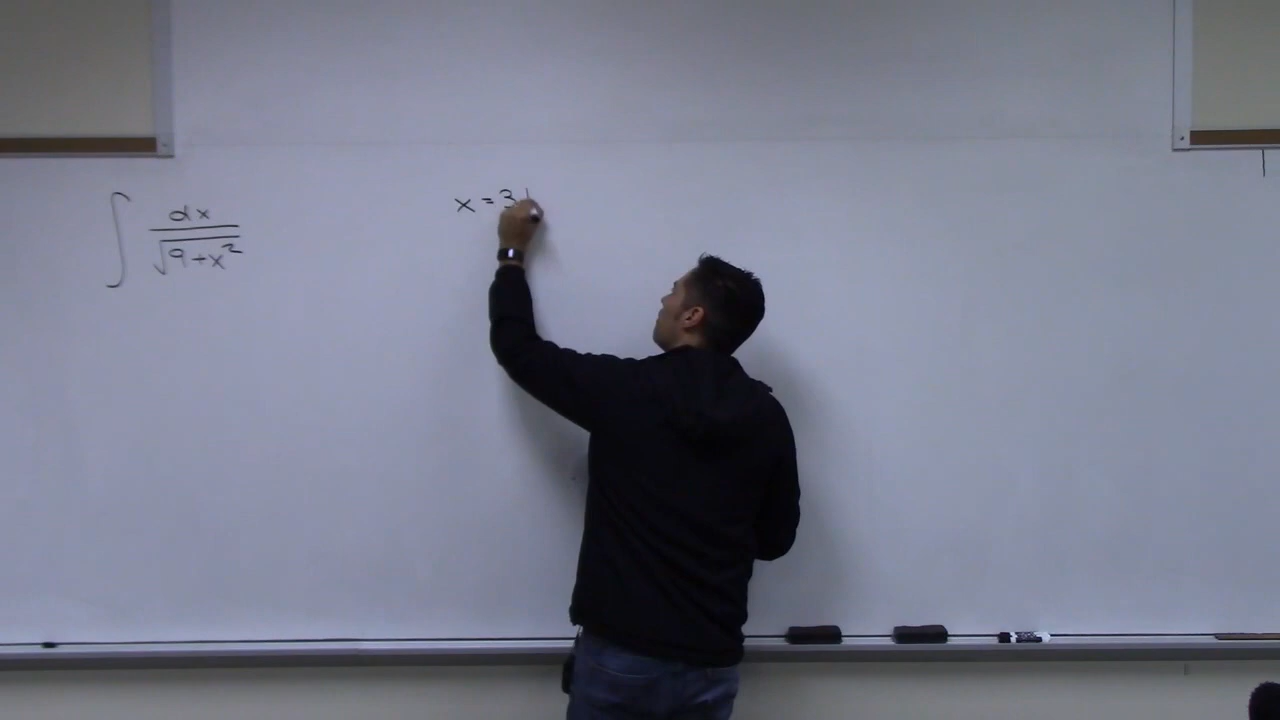 ∫ dx / √(9+x²)
x = 3